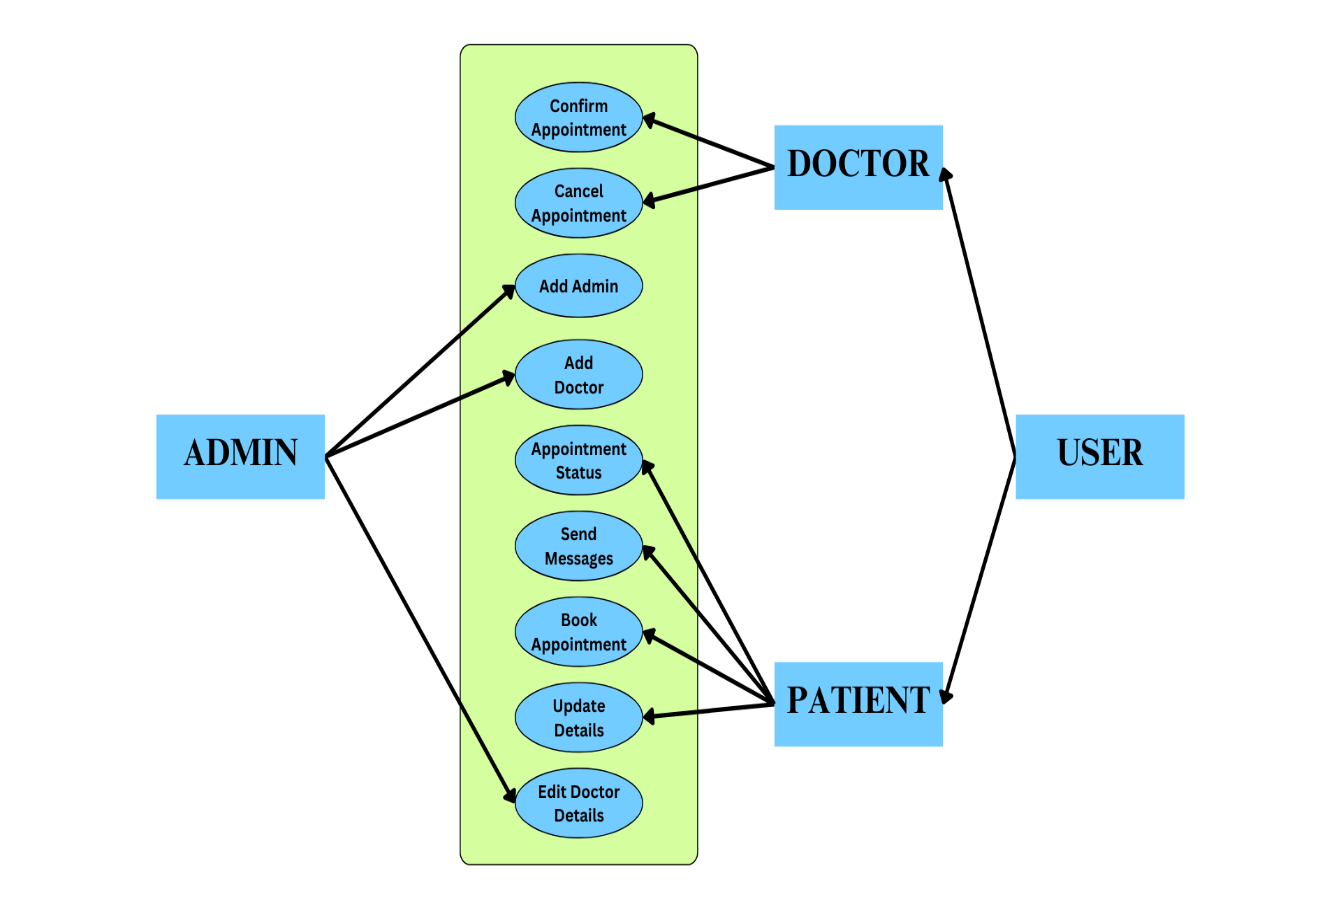 Confirm
Appointment
Cancel
Appointment
Add Admin
Add
Doctor
Appointment
Status
Send
Messages
Book
Appointment
Update
Details
Edit Doctor
Details
ADMIN
DOCTOR
USER
PATIENT